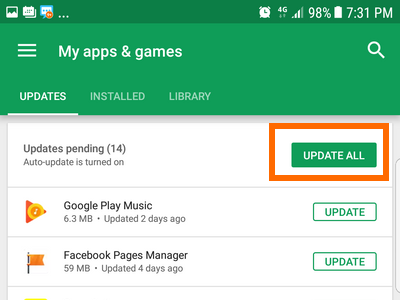 ... 4G 98% 7:31 PM
My apps & games
UPDATES INSTALLED LIBRARY
Updates pending (14)
Auto-update is turned on
UPDATE ALL
Google Play Music
6.3 MB • Updated 2 days ago
UPDATE
Facebook Pages Manager
59 MB • Updated 4 days ago
UPDATE